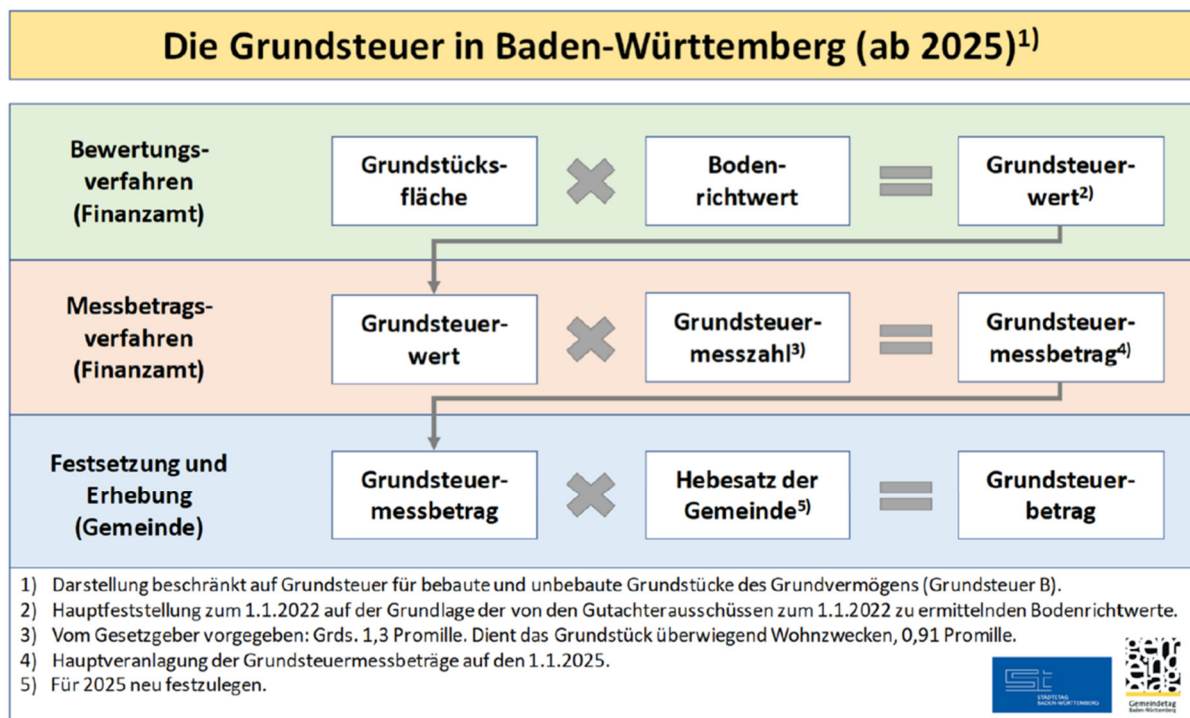 Die Grundsteuer in Baden-Württemberg (ab 2025)1)
Bewertungs-
verfahren
(Finanzamt)
Grundstücks-
fläche
Boden-
richtwert
Grundsteuer-
wert2)
Messbetrags-
verfahren
(Finanzamt)
Grundsteuer-
wert
Grundsteuer-
messzahl3)
Grundsteuer-
messbetrag4)
Festsetzung und
Erhebung
(Gemeinde)
Grundsteuer-
messbetrag
Hebesatz der
Gemeinde5)
Grundsteuer-
betrag
1) Darstellung beschränkt auf Grundsteuer für bebaute und unbebaute Grundstücke des Grundvermögens (Grundsteuer B).
2) Hauptfeststellung zum 1.1.2022 auf der Grundlage der von den Gutachterausschüssen zum 1.1.2022 zu ermittelnden Bodenrichtwerte.
3) Vom Gesetzgeber vorgegeben: Grds. 1,3 Promille. Dient das Grundstück überwiegend Wohnzwecken, 0,91 Promille.
4) Hauptveranlagung der Grundsteuermessbeträge auf den 1.1.2025.
5) Für 2025 neu festzulegen.
STÄDTETAG
BADEN-WÜRTTEMBERG
Gemeindetag
Baden-Württemberg